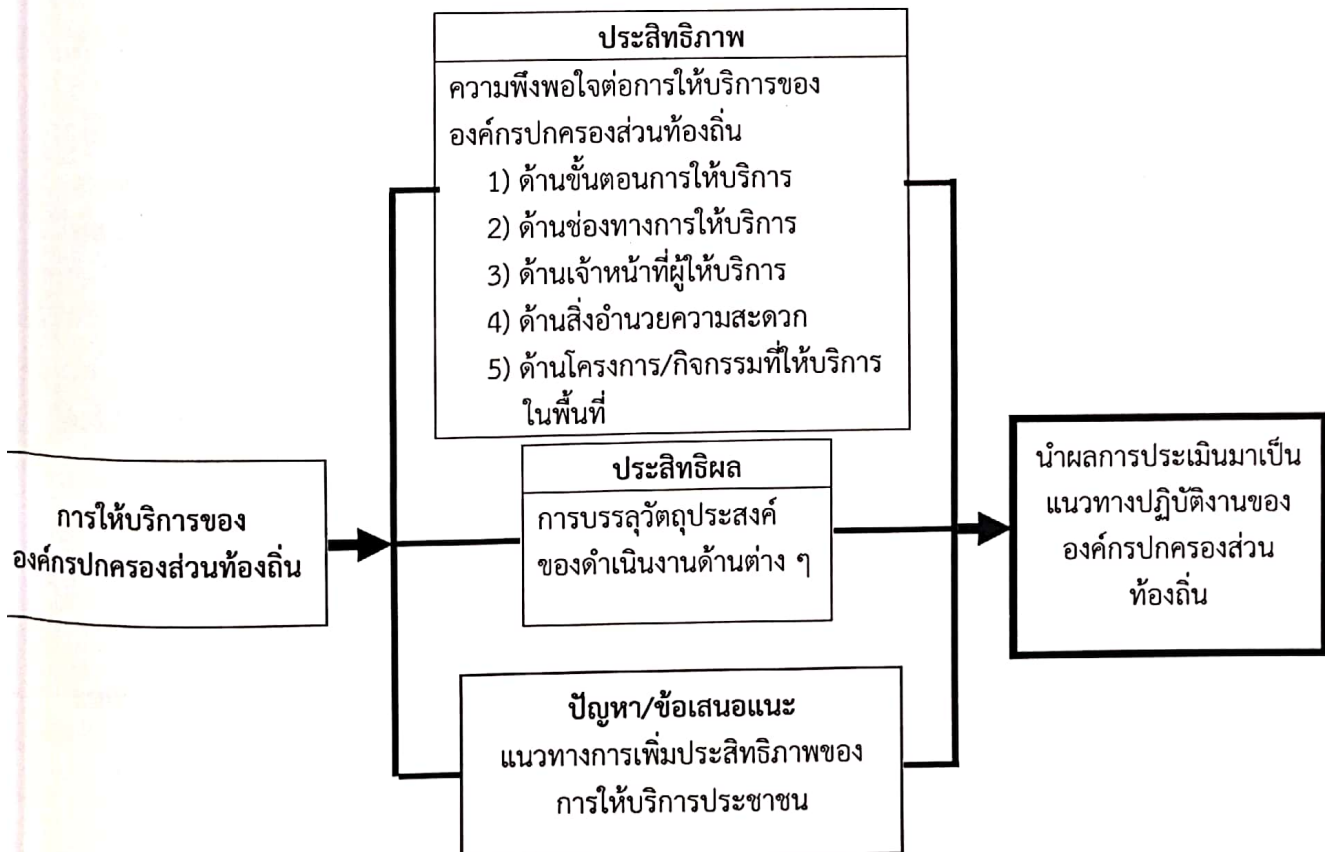 ประสิทธิภาพ
ความพึงพอใจต่อการให้บริการของ
องค์กรปกครองส่วนท้องถิ่น
1) ด้านขั้นตอนการให้บริการ
2) ด้านช่องทางการให้บริการ
3) ด้านเจ้าหน้าที่ผู้ให้บริการ
4) ด้านสิ่งอำนวยความสะดวก
5) ด้านโครงการ/กิจกรรมที่ให้บริการ
ในพื้นที่
การให้บริการของ
องค์กรปกครองส่วนท้องถิ่น
ประสิทธิผล
การบรรลุวัตถุประสงค์
ของดำเนินงานด้านต่าง ๆ
ปัญหา/ข้อเสนอแนะ
แนวทางการเพิ่มประสิทธิภาพของ
การให้บริการประชาชน
นำผลการประเมินมาเป็น
แนวทางปฏิบัติงานของ
องค์กรปกครองส่วน
ท้องถิ่น